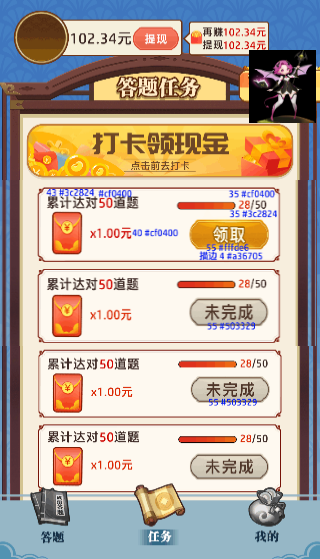 102.34元
提现
再赚102.34元
提现102.34元
答题任务
打卡领现金
点击前去打卡
43 #3c2824 #cf0400
35 #cf0400
累计达对50道题
28/50
35 #3c2824
x1.00元
40 #cf0400
领取
55 #fffde6
描边 4 #a36705
累计达对50道题
28/50
x1.00元
未完成
55 #503329
累计达对50道题
28/50
x1.00元
未完成
55 #503329
累计达对50道题
28/50
x1.00元
未完成
答题
任务
我的